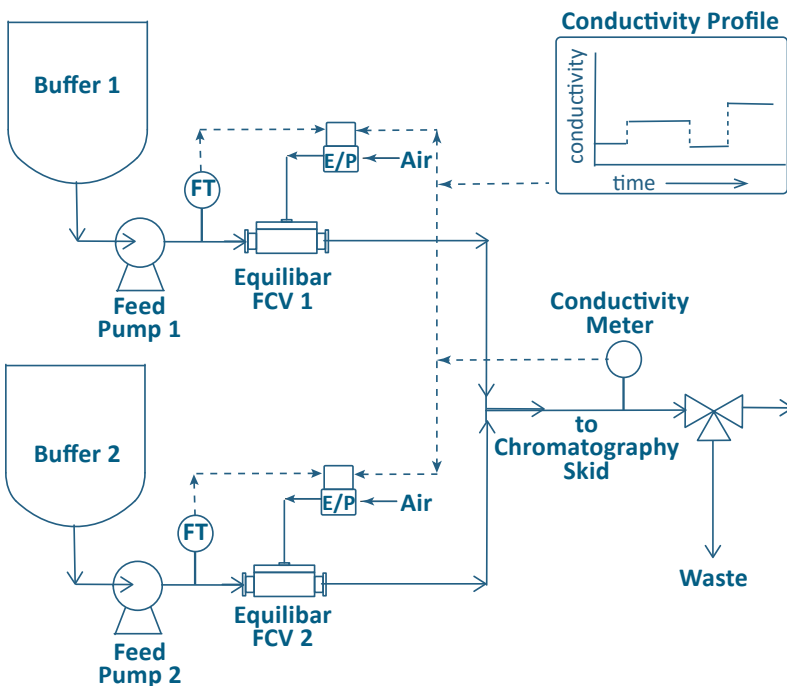 Conductivity Profile
conductivity
time
Buffer 1
E/P
Air
FT
Equilibar
FCV 1
Feed
Pump 1
Conductivity
Meter
Buffer 2
to
Chromatography
Skid
E/P
Air
FT
Equilibar
FCV 2
Waste
Feed
Pump 2